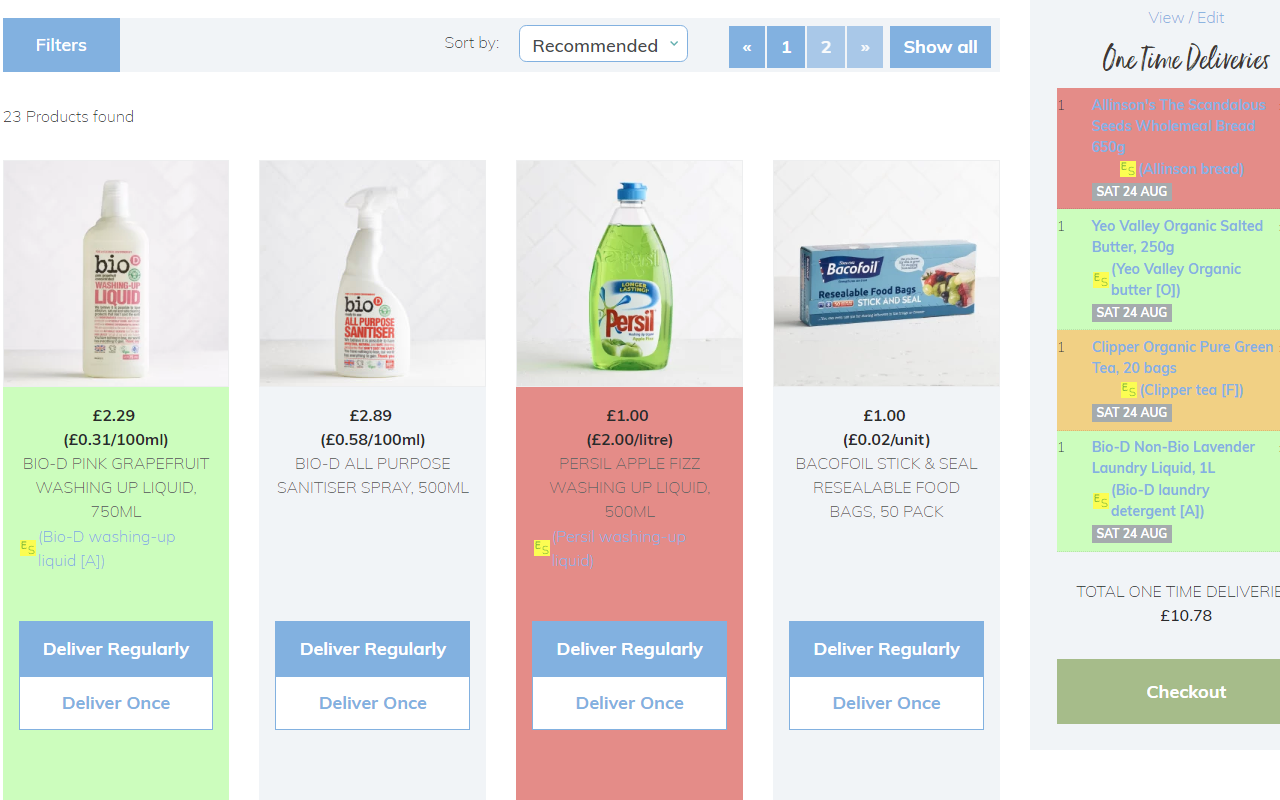 Filters
Sort by:
Recommended
«
1
2
»
Show all
23 Products found
bio D
WASHING-UP
LIQUID
£2.29
(£0.31/100ml)
BIO-D PINK GRAPEFRUIT
WASHING UP LIQUID,
750ML
ES (Bio-D washing-up
liquid [A])
Deliver Regularly
Deliver Once
bio D
ALL PURPOSE
SANITISER
£2.89
(£0.58/100ml)
BIO-D ALL PURPOSE
SANITISER SPRAY, 500ML
Deliver Regularly
Deliver Once
LONGER
LASTING!
Persil
Apple Fizz
£1.00
(£2.00/litre)
PERSIL APPLE FIZZ
WASHING UP LIQUID,
500ML
ES (Persil washing-up
liquid)
Deliver Regularly
Deliver Once
Bacofoil
Resealable Food Bags
STICK AND SEAL
£1.00
(£0.02/unit)
BACOFOIL STICK & SEAL
RESEALABLE FOOD
BAGS, 50 PACK
Deliver Regularly
Deliver Once
View / Edit
One Time Deliveries
1 Allinson's The Scandalous
Seeds Wholemeal Bread
650g
ES (Allinson bread)
SAT 24 AUG
1 Yeo Valley Organic Salted
Butter, 250g
ES (Yeo Valley Organic
butter [O])
SAT 24 AUG
1 Clipper Organic Pure Green
Tea, 20 bags
ES (Clipper tea [F])
SAT 24 AUG
1 Bio-D Non-Bio Lavender
Laundry Liquid, 1L
ES (Bio-D laundry
detergent [A])
SAT 24 AUG
TOTAL ONE TIME DELIVERIE
£10.78
Checkout